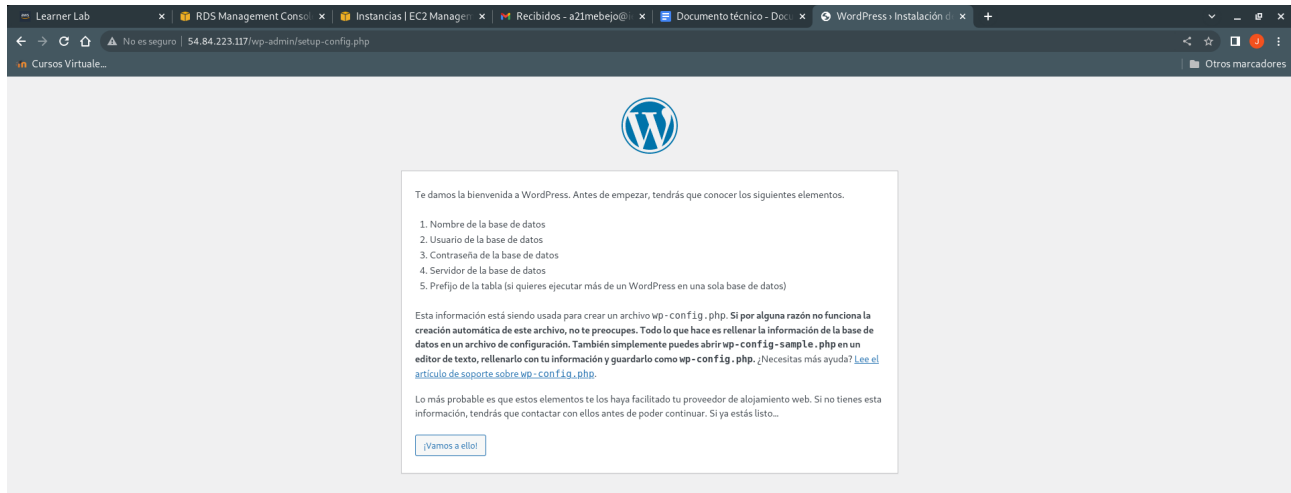 Learner Lab
RDS Management Consol
Instancias | EC2 Managem
Recibidos - a21mebejo@
Documento técnico - Docu
WordPress › Instalación d
No es seguro | 54.84.223.117/wp-admin/setup-config.php
Cursos Virtuale...
Otros marcadores
Te damos la bienvenida a WordPress. Antes de empezar, tendrás que conocer los siguientes elementos.
1. Nombre de la base de datos
2. Usuario de la base de datos
3. Contraseña de la base de datos
4. Servidor de la base de datos
5. Prefijo de la tabla (si quieres ejecutar más de un WordPress en una sola base de datos)
Esta información está siendo usada para crear un archivo wp-config.php. Si por alguna razón no funciona la
creación automática de este archivo, no te preocupes. Todo lo que hace es rellenar la información de la base de
datos en un archivo de configuración. También simplemente puedes abrir wp-config-sample.php en un
editor de texto, rellenarlo con tu información y guardarlo como wp-config.php. ¿Necesitas más ayuda? Lee el
artículo de soporte sobre wp-config.php.
Lo más probable es que estos elementos te los haya facilitado tu proveedor de alojamiento web. Si no tienes esta
información, tendrás que contactar con ellos antes de poder continuar. Si ya estás listo...
¡Vamos a ello!